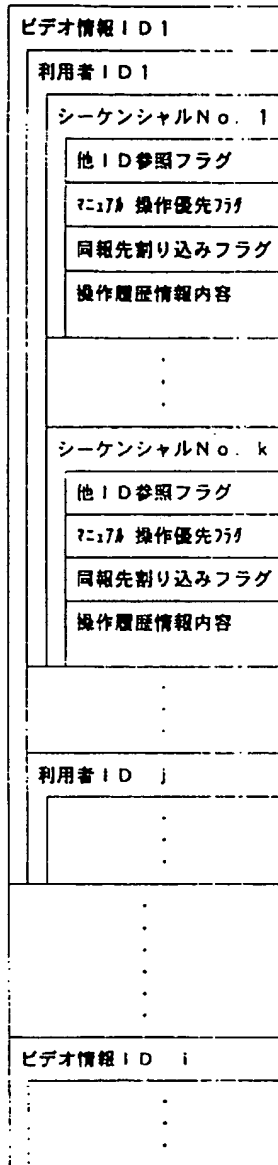 ビデオ情報ID1
利用者ID1
シーケンシャルNo. 1
他ID参照フラグ
マニュアル 操作優先フラグ
同報先割り込みフラグ
操作履歴情報内容
シーケンシャルNo. k
他ID参照フラグ
マニュアル 操作優先フラグ
同報先割り込みフラグ
操作履歴情報内容
利用者ID j
ビデオ情報ID i